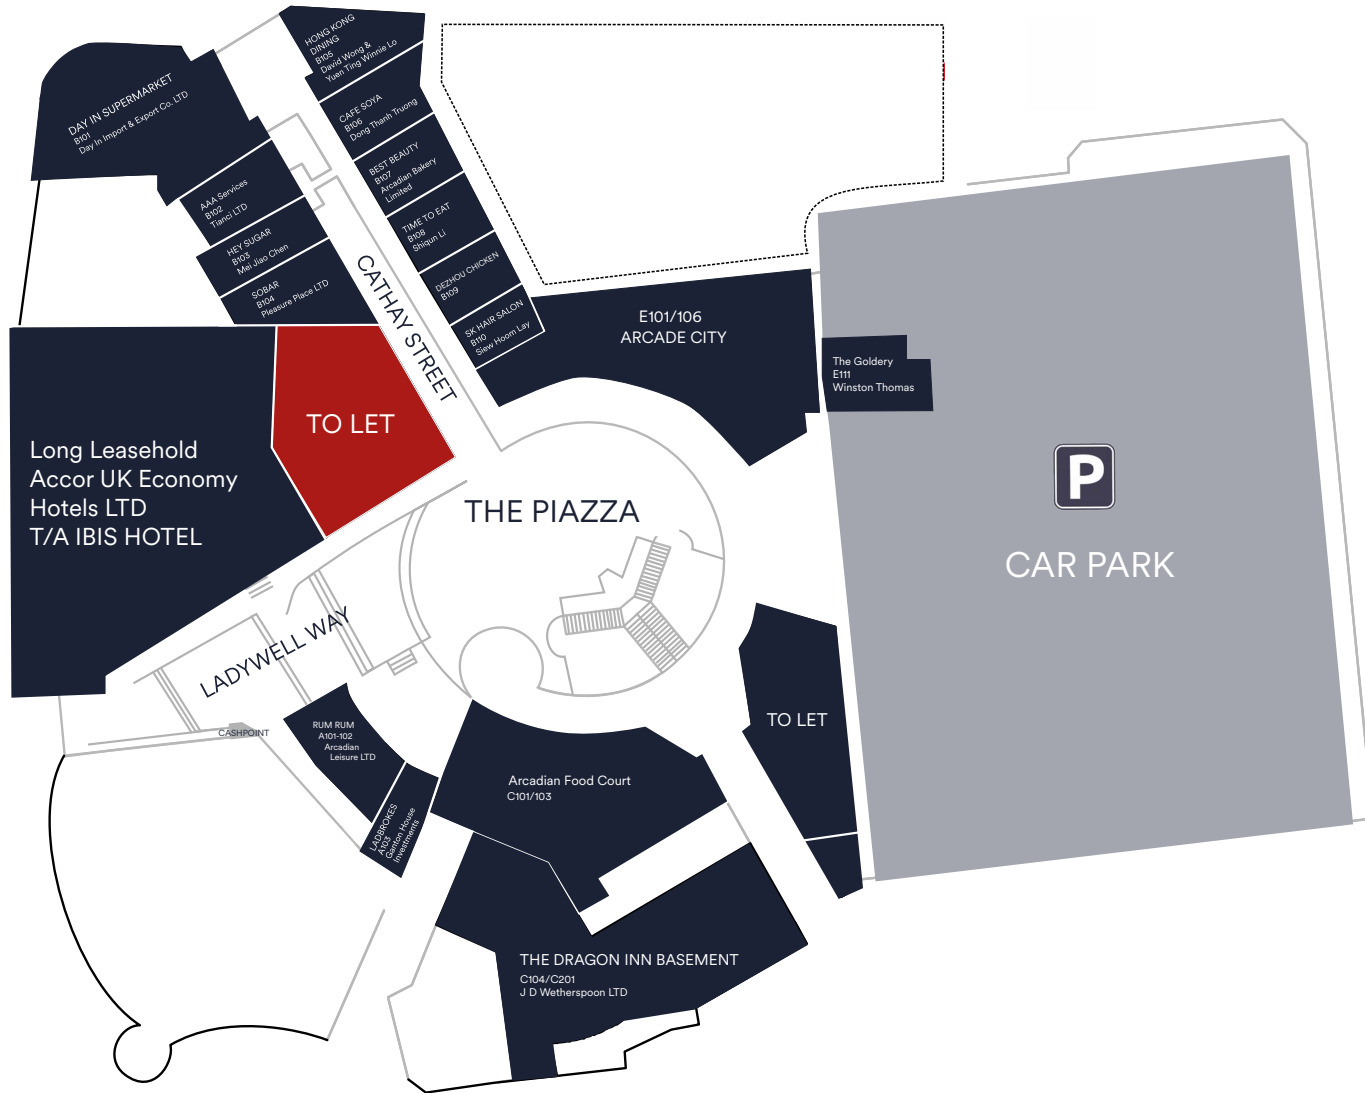 HONG KONG
DINING
B105
David Wong &
Yuen Ting Winnie Lo
DAY IN SUPERMARKET
B101
Day In Import & Export Co. LTD
CAFE SOYA
B106
Dong Thanh Truong
BEST BEAUTY
B107
Arcadian Bakery
Limited
AAA Services
B102
Tianci LTD
TIME TO EAT
B108
Shiqun Li
HEY SUGAR
B103
Mei Jiao Chen
DEZHOU CHICKEN
B109
SOBAR
B104
Pleasure Place LTD
SK HAIR SALON
B110
Siew Hoom Lay
CATHAY STREET
E101/106
ARCADE CITY
The Goldery
E111
Winston Thomas
TO LET
Long Leasehold
Accor UK Economy
Hotels LTD
T/A IBIS HOTEL
THE PIAZZA
P
CAR PARK
LADYWELL WAY
CASHPOINT
RUM RUM
A101-102
Arcadian
Leisure LTD
TO LET
LADBROKES
A103
Ganton House
Investments
Arcadian Food Court
C101/103
THE DRAGON INN BASEMENT
C104/C201
J D Wetherspoon LTD